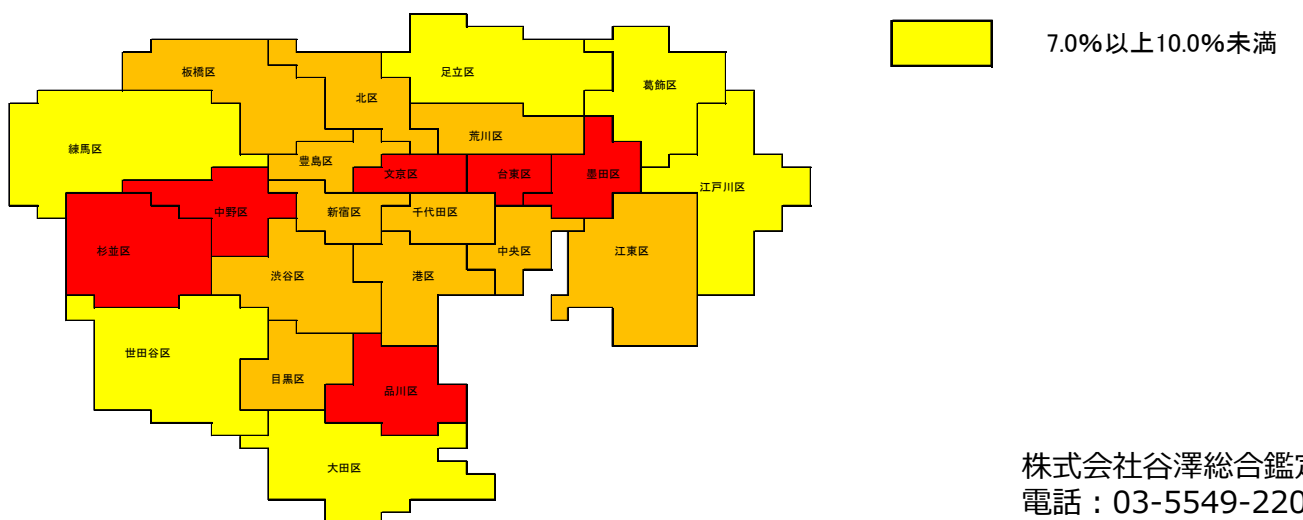 7.0%以上10.0%未満
足立区
板橋区
葛飾区
北区
荒川区
練馬区
豊島区
文京区
台東区
墨田区
江戸川区
中野区
新宿区
千代田区
杉並区
中央区
江東区
渋谷区
港区
世田谷区
目黒区
品川区
大田区
株式会社谷澤総合鑑定
電話：03-5549-220